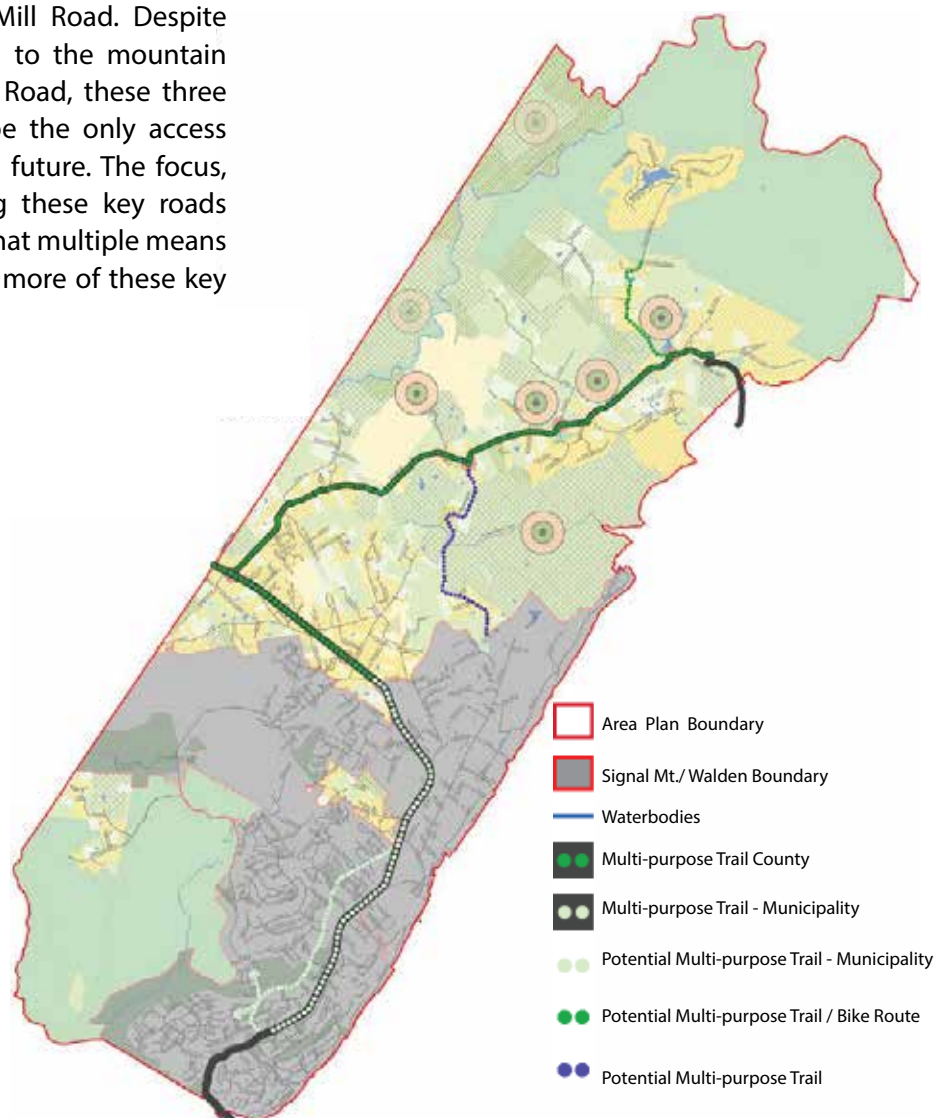 Mill Road. Despite
to the mountain
Road, these three
be the only access
future. The focus,
these key roads
hat multiple means
more of these key
Area Plan Boundary
Signal Mt./ Walden Boundary
Waterbodies
Multi-purpose Trail County
Multi-purpose Trail - Municipality
Potential Multi-purpose Trail - Municipality
Potential Multi-purpose Trail / Bike Route
Potential Multi-purpose Trail